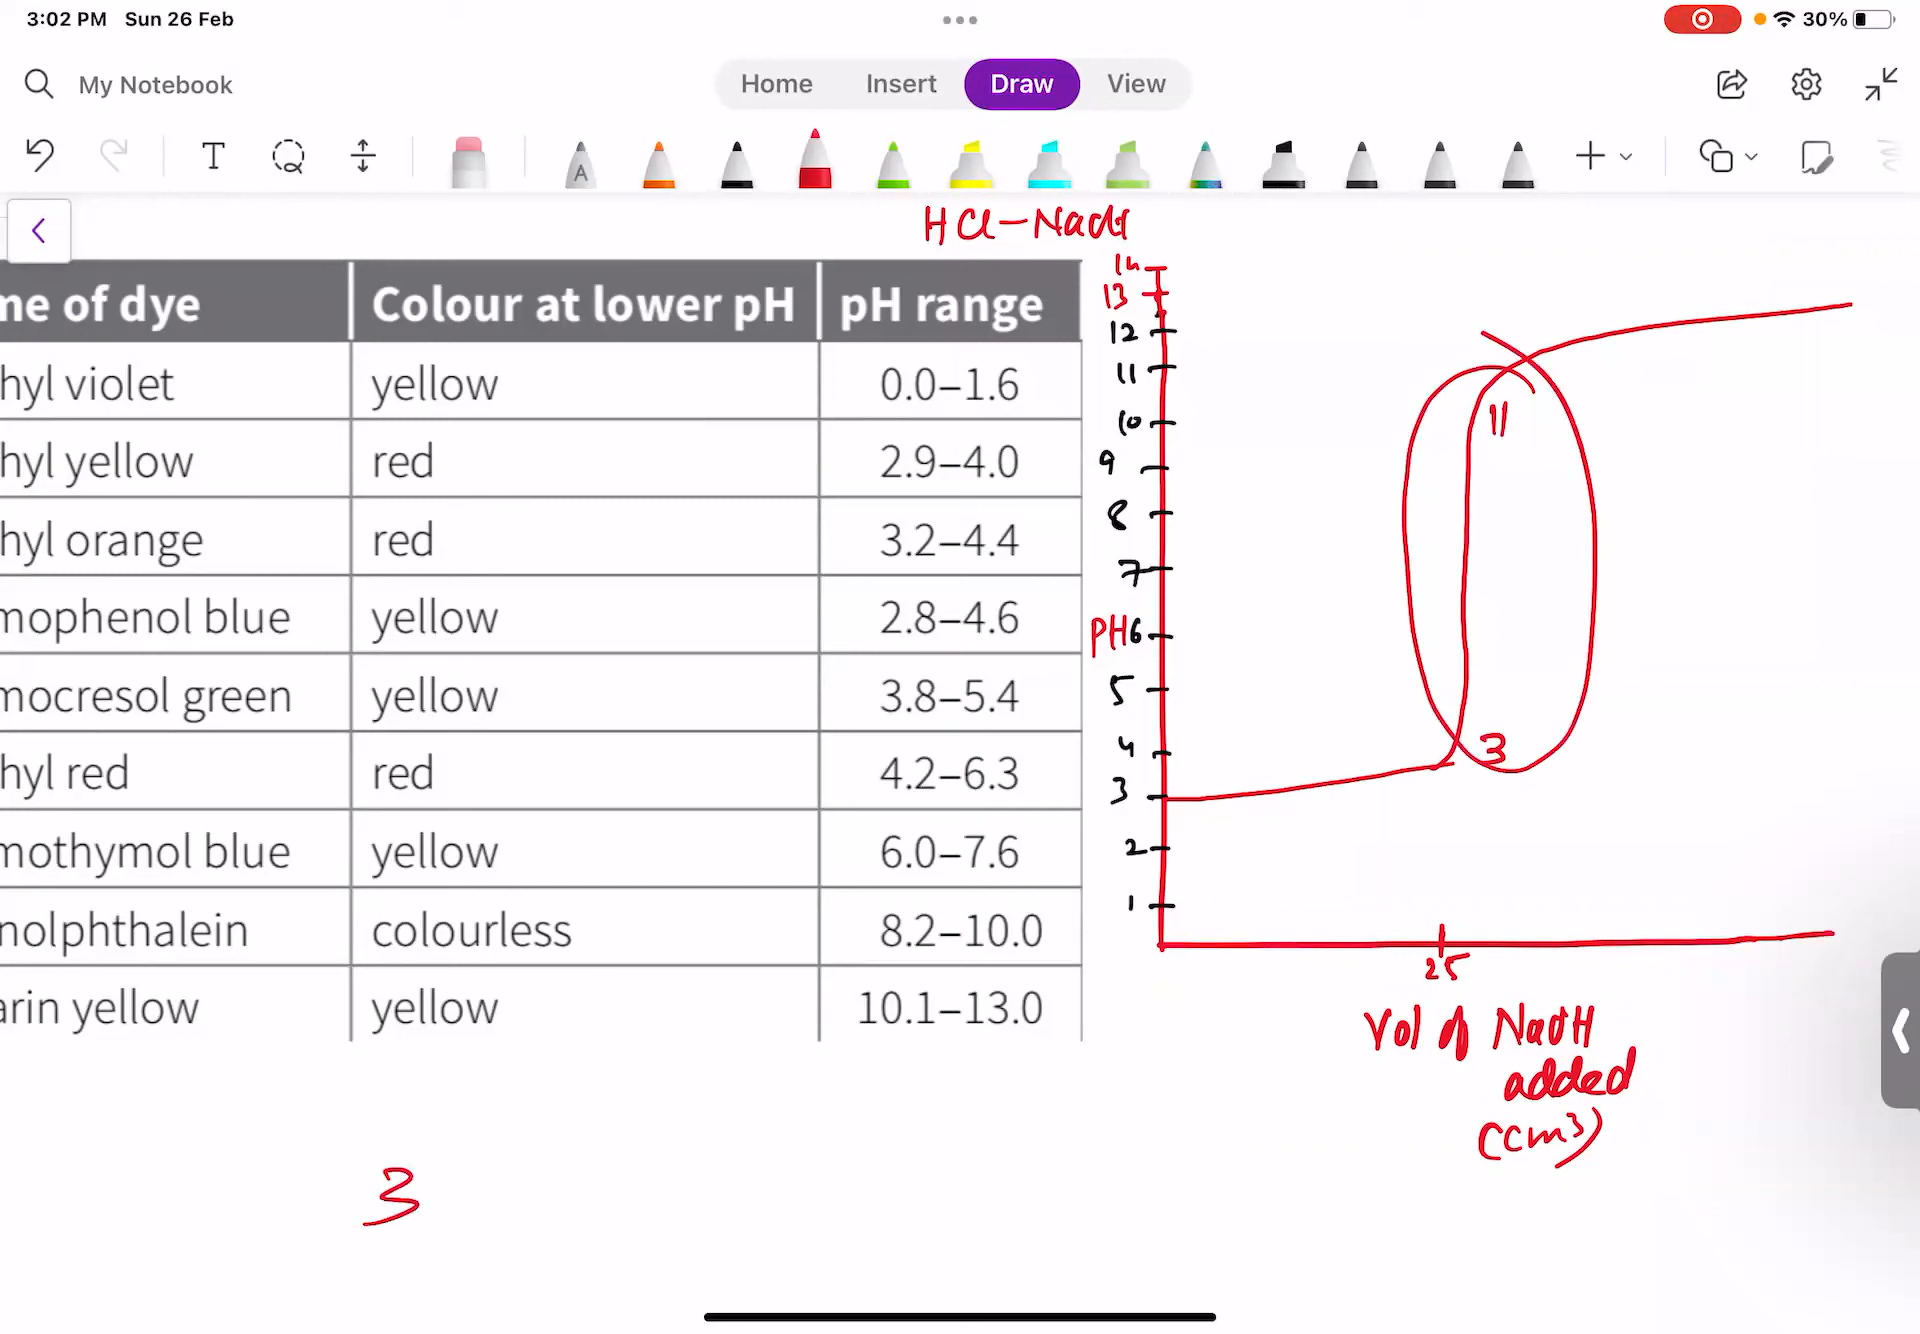 3:02 PM Sun 26 Feb
30%
My Notebook
Home Insert Draw View
T
A
HCl-NaOH
me of dye Colour at lower pH pH range
hyl violet yellow 0.0–1.6
hyl yellow red 2.9–4.0
hyl orange red 3.2–4.4
mophenol blue yellow 2.8–4.6
mocresol green yellow 3.8–5.4
hyl red red 4.2–6.3
mothymol blue yellow 6.0–7.6
nolphthalein colourless 8.2–10.0
arin yellow yellow 10.1–13.0
14
13
12
11
10
9
8
7
PH6
5
4
3
2
1
11
3
25
Vol of NaOH
added
(cm3)
3